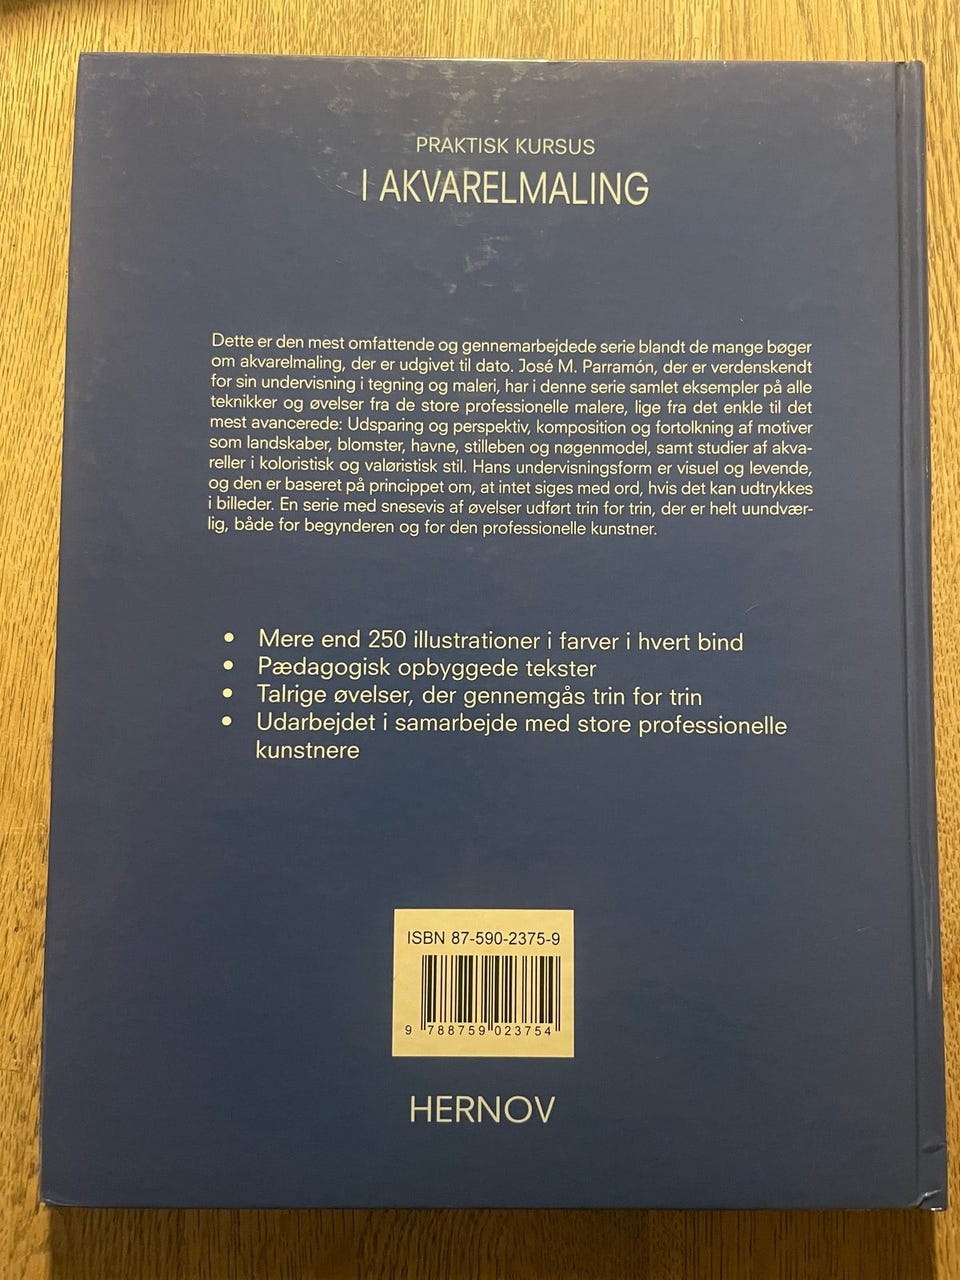 PRAKTISK KURSUS
I AKVARELMALING
Dette er den mest omfattende og gennemarbejdede serie blandt de mange bøger
om akvarelmaling, der er udgivet til dato. José M. Parramón, der er verdenskendt
for sin undervisning i tegning og maleri, har i denne serie samlet eksempler på alle
teknikker og øvelser fra de store professionelle malere, lige fra det enkle til det
mest avancerede: Udsparing og perspektiv, komposition og fortolkning af motiver
som landskaber, blomster, havne, stilleben og nøgenmodel, samt studier af akva-
reller i koloristisk og valøristisk stil. Hans undervisningsform er visuel og levende,
og den er baseret på princippet om, at intet siges med ord, hvis det kan udtrykkes
i billeder. En serie med snesevis af øvelser udført trin for trin, der er helt uundvær-
lig, både for begynderen og for den professionelle kunstner.
• Mere end 250 illustrationer i farver i hvert bind
• Pædagogisk opbyggede tekster
• Talrige øvelser, der gennemgås trin for trin
• Udarbejdet i samarbejde med store professionelle
kunstnere
ISBN 87-590-2375-9
9 788759 023754
HERNOV